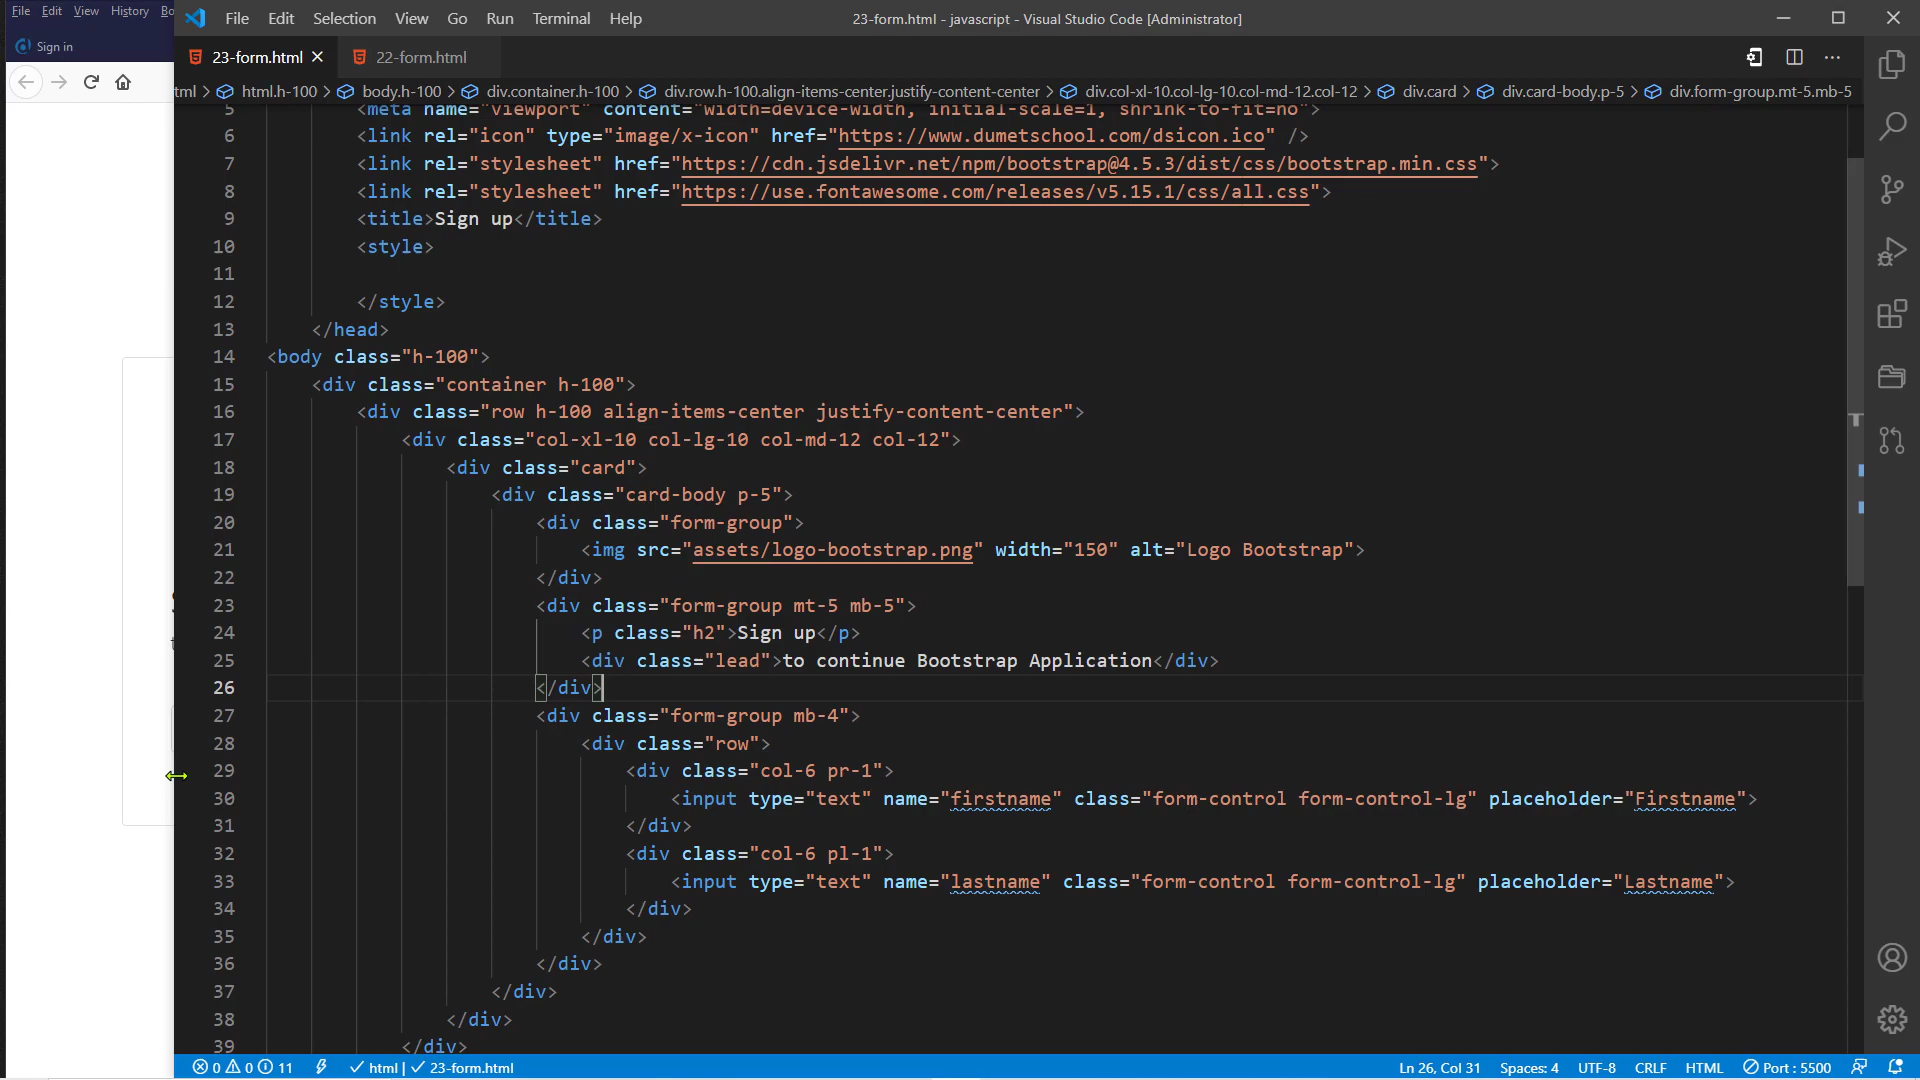 File Edit View History
Sign in
File Edit Selection View Go Run Terminal Help
23-form.html - javascript - Visual Studio Code [Administrator]
23-form.html 22-form.html
tml > html.h-100 > body.h-100 > div.container.h-100 > div.row.h-100.align-items-center.justify-content-center > div.col-xl-10.col-lg-10.col-md-12.col-12 > div.card > div.card-body.p-5 > div.form-group.mt-5.mb-5
5 <meta name="viewport" content="width=device-width, initial-scale=1, shrink-to-fit=no">
6 <link rel="icon" type="image/x-icon" href="https://www.dumetschool.com/dsicon.ico" />
7 <link rel="stylesheet" href="https://cdn.jsdelivr.net/npm/bootstrap@4.5.3/dist/css/bootstrap.min.css">
8 <link rel="stylesheet" href="https://use.fontawesome.com/releases/v5.15.1/css/all.css">
9 <title>Sign up</title>
10 <style>
11
12 </style>
13 </head>
14 <body class="h-100">
15 <div class="container h-100">
16 <div class="row h-100 align-items-center justify-content-center">
17 <div class="col-xl-10 col-lg-10 col-md-12 col-12">
18 <div class="card">
19 <div class="card-body p-5">
20 <div class="form-group">
21 <img src="assets/logo-bootstrap.png" width="150" alt="Logo Bootstrap">
22 </div>
23 <div class="form-group mt-5 mb-5">
24 <p class="h2">Sign up</p>
25 <div class="lead">to continue Bootstrap Application</div>
26 </div>
27 <div class="form-group mb-4">
28 <div class="row">
29 <div class="col-6 pr-1">
30 <input type="text" name="firstname" class="form-control form-control-lg" placeholder="Firstname">
31 </div>
32 <div class="col-6 pl-1">
33 <input type="text" name="lastname" class="form-control form-control-lg" placeholder="Lastname">
34 </div>
35 </div>
36 </div>
37 </div>
38 </div>
39 </div>
0 0 11 html | 23-form.html Ln 26, Col 31 Spaces: 4 UTF-8 CRLF HTML Port : 5500